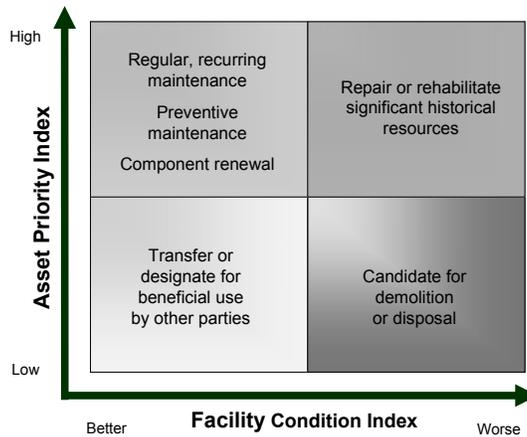 High
Asset Priority Index
Low
Regular, recurring
maintenance
Preventive
maintenance
Component renewal
Repair or rehabilitate
significant historical
resources
Transfer or
designate for
beneficial use
by other parties
Candidate for
demolition
or disposal
Better
Facility Condition Index
Worse